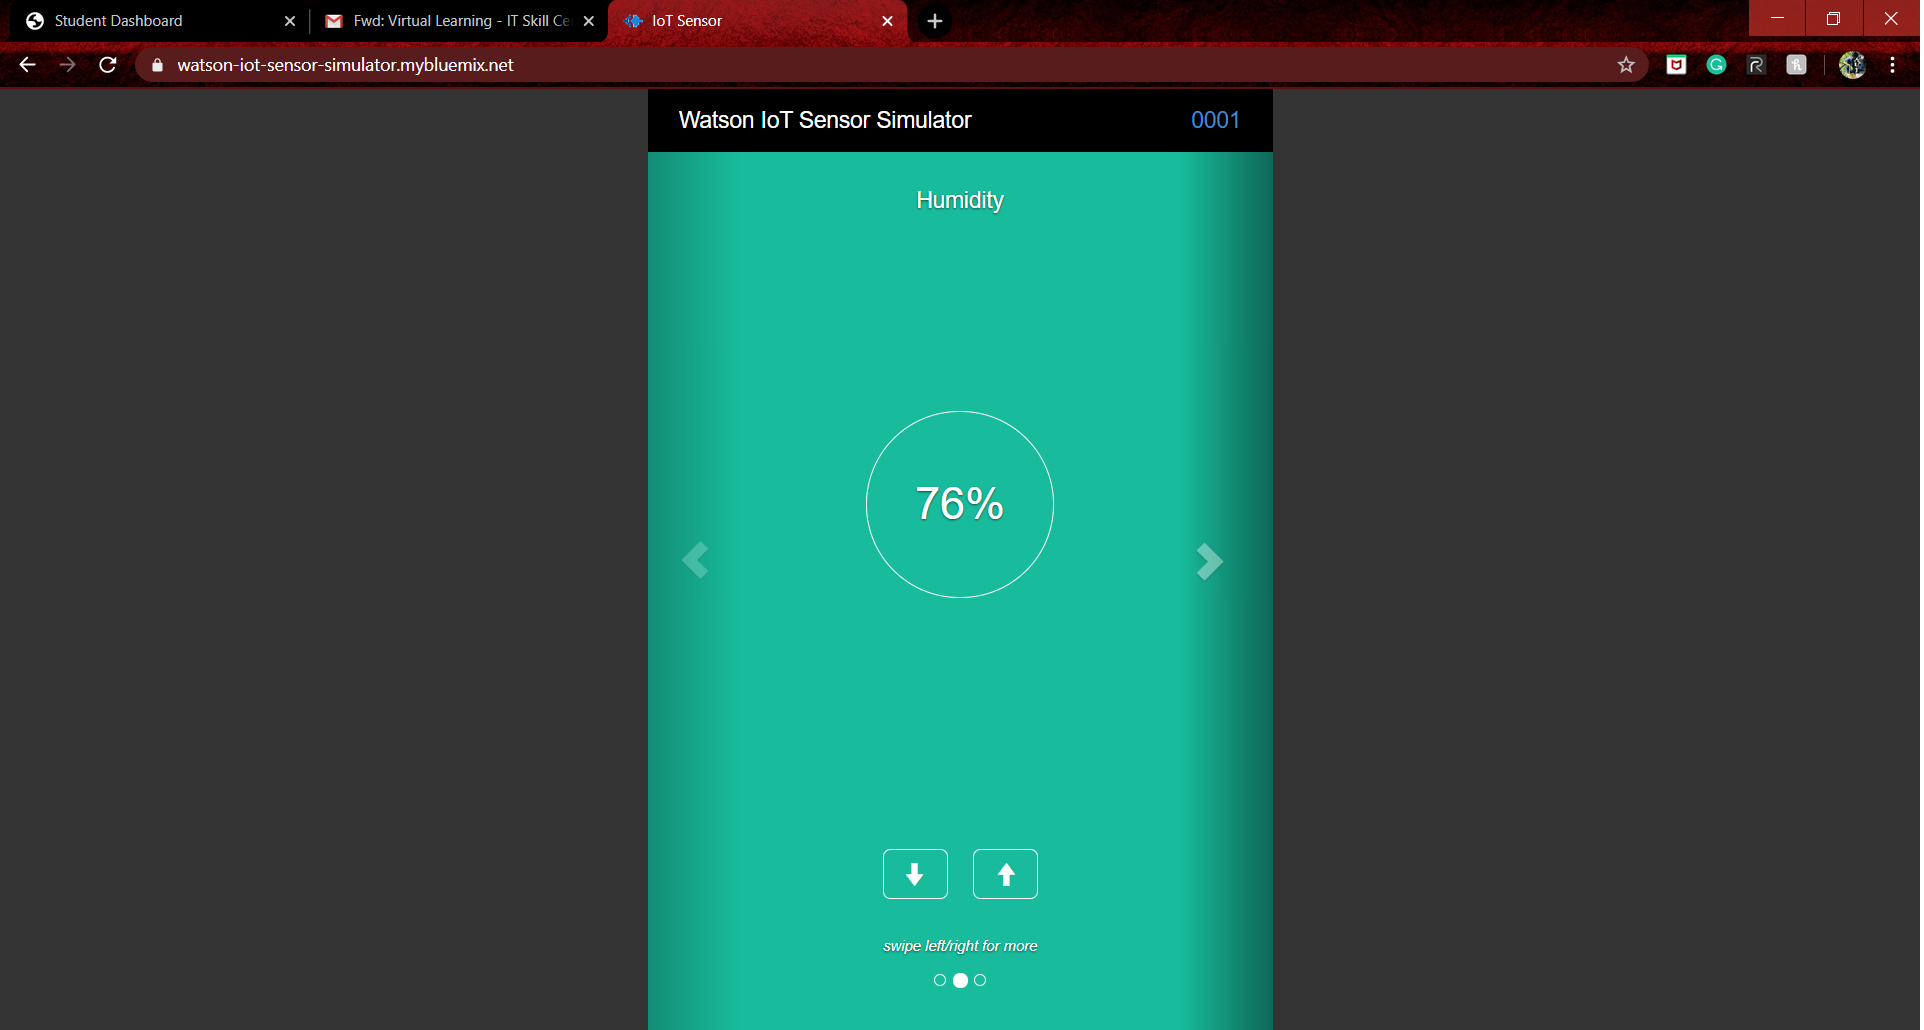 Student Dashboard
Fwd: Virtual Learning - IT Skill Ce
IoT Sensor
watson-iot-sensor-simulator.mybluemix.net
Watson IoT Sensor Simulator 0001
Humidity
76%
swipe left/right for more